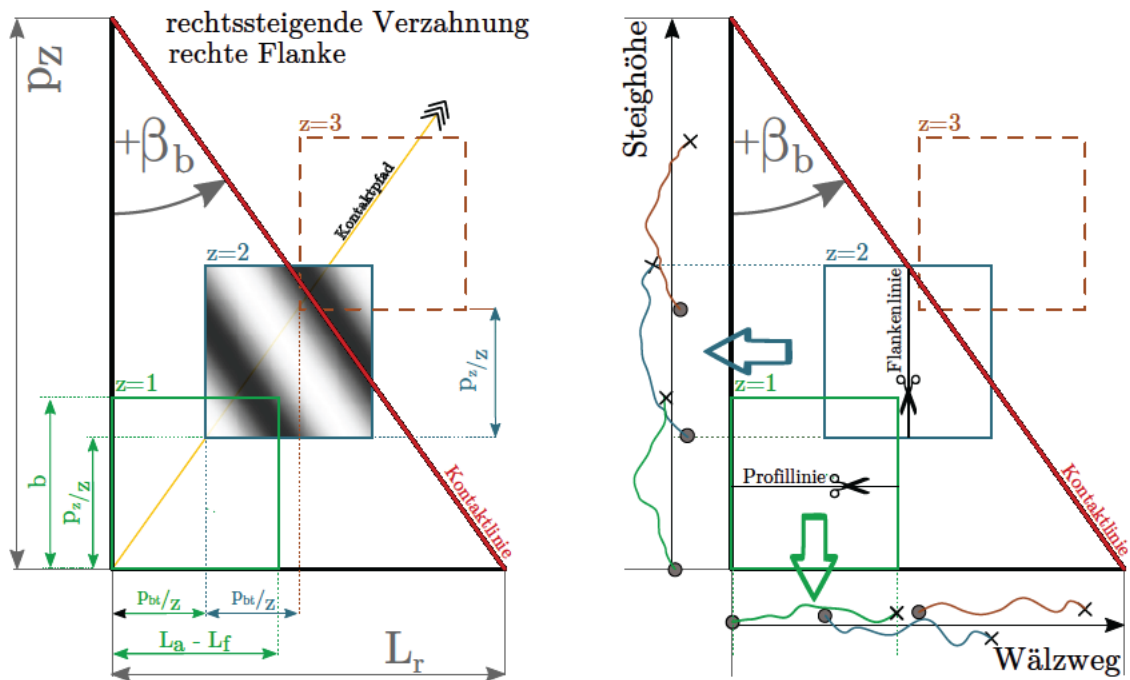 rechtssteigende Verzahnung
rechte Flanke
pz
+βb
z=3
Kontaktpfad
z=2
pz/z
z=1
b
pz/z
Kontaktlinie
pbt/z
pbt/z
La - Lf
Lr
Steighöhe
+βb
z=3
z=2
Flankenlinie
z=1
Profillinie
Kontaktlinie
Wälzweg